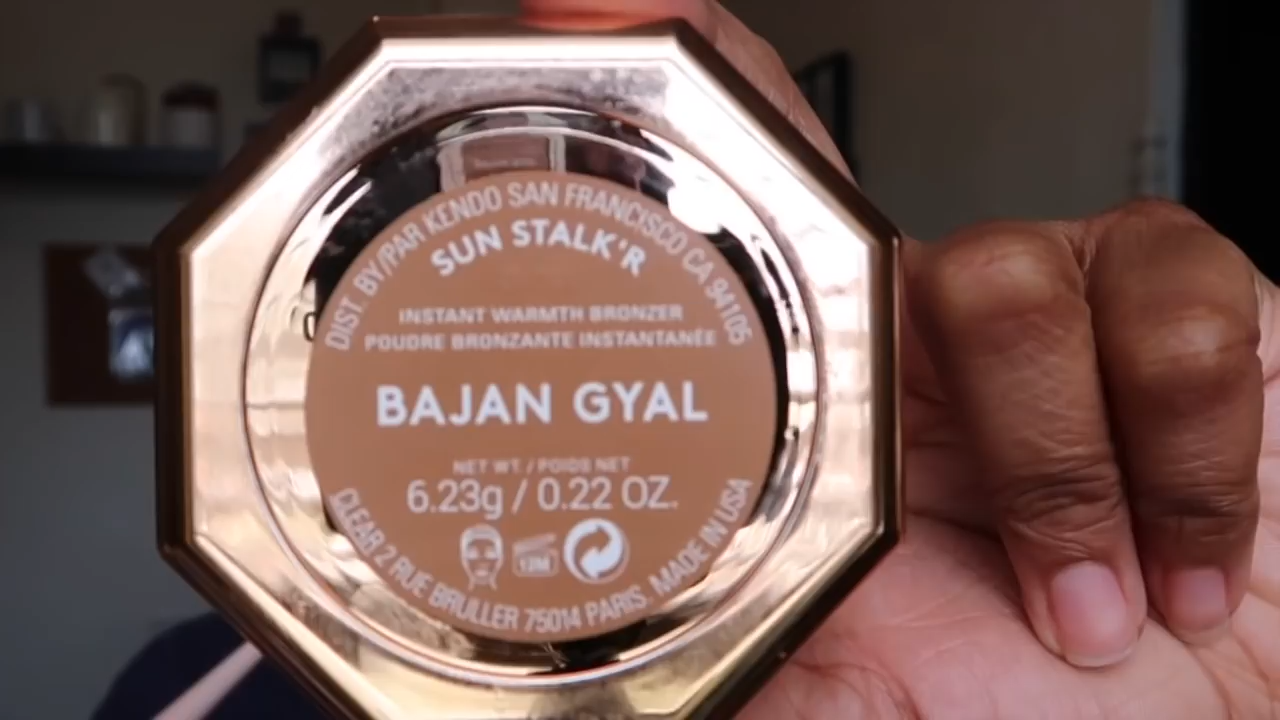 DIST. BY/PAR KENDO SAN FRANCISCO CA 94105
SUN STALK'R
INSTANT WARMTH BRONZER
POUDRE BRONZANTE INSTANTANÉE
BAJAN GYAL
NET WT. / POIDS NET
6.23g / 0.22 OZ.
12M
CLEAR 2 RUE BRULLER 75014 PARIS. MADE IN USA